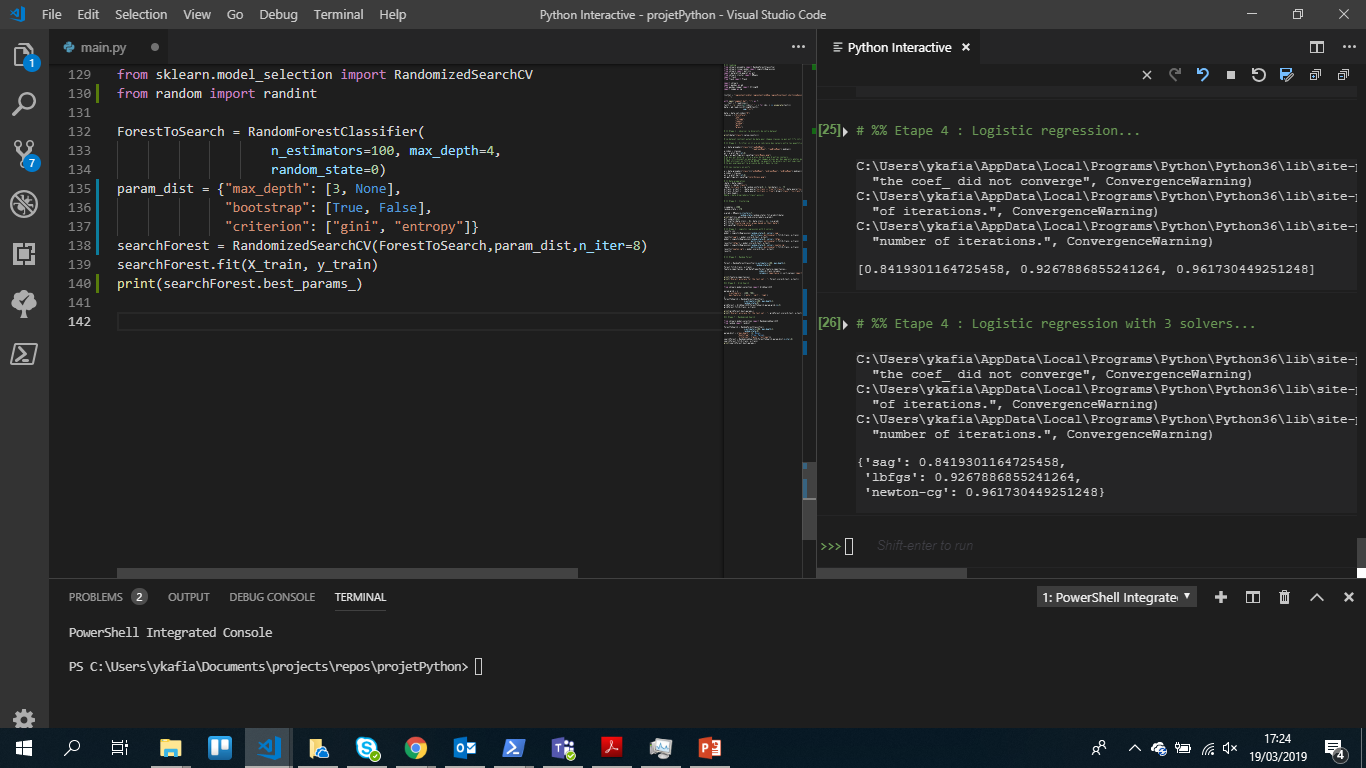 File Edit Selection View Go Debug Terminal Help
Python Interactive - projetPython - Visual Studio Code
main.py
129 from sklearn.model_selection import RandomizedSearchCV
130 from random import randint
131
132 ForestToSearch = RandomForestClassifier(
133 n_estimators=100, max_depth=4,
134 random_state=0)
135 param_dist = {"max_depth": [3, None],
136 "bootstrap": [True, False],
137 "criterion": ["gini", "entropy"]}
138 searchForest = RandomizedSearchCV(ForestToSearch,param_dist,n_iter=8)
139 searchForest.fit(X_train, y_train)
140 print(searchForest.best_params_)
141
142
1
7
Python Interactive
[25] # %% Etape 4 : Logistic regression...
C:\Users\ykafia\AppData\Local\Programs\Python\Python36\lib\site-p
"the coef_ did not converge", ConvergenceWarning)
C:\Users\ykafia\AppData\Local\Programs\Python\Python36\lib\site-p
"of iterations.", ConvergenceWarning)
C:\Users\ykafia\AppData\Local\Programs\Python\Python36\lib\site-p
"number of iterations.", ConvergenceWarning)
[0.8419301164725458, 0.9267886855241264, 0.961730449251248]
[26] # %% Etape 4 : Logistic regression with 3 solvers...
C:\Users\ykafia\AppData\Local\Programs\Python\Python36\lib\site-p
"the coef_ did not converge", ConvergenceWarning)
C:\Users\ykafia\AppData\Local\Programs\Python\Python36\lib\site-p
"of iterations.", ConvergenceWarning)
C:\Users\ykafia\AppData\Local\Programs\Python\Python36\lib\site-p
"number of iterations.", ConvergenceWarning)
{'sag': 0.8419301164725458,
'lbfgs': 0.9267886855241264,
'newton-cg': 0.961730449251248}
>>> Shift-enter to run
PROBLEMS 2 OUTPUT DEBUG CONSOLE TERMINAL
1: PowerShell Integrate
PowerShell Integrated Console
PS C:\Users\ykafia\Documents\projects\repos\projetPython>
17:24
19/03/2019
4